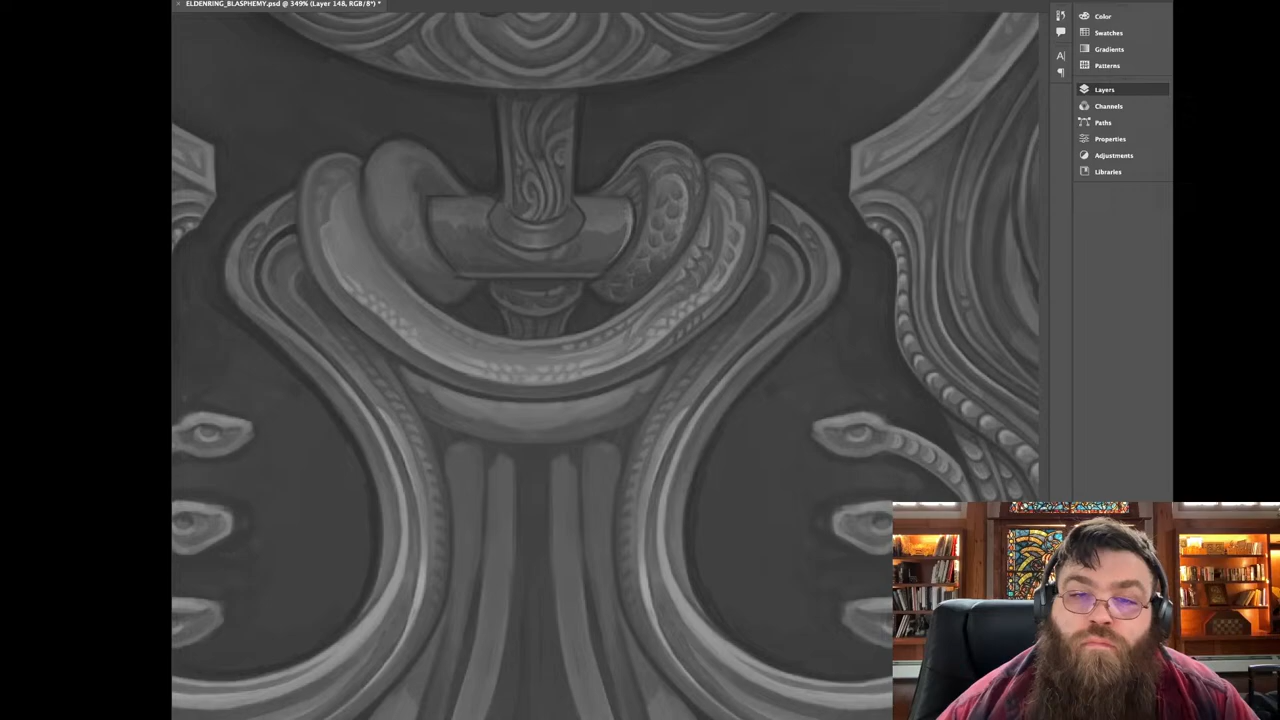 × ELDENRING_BLASPHEMY.psd @ 349% (Layer 148, RGB/8*) *
Color
Swatches
Gradients
A|
Patterns
¶
Layers
Channels
Paths
Properties
Adjustments
Libraries